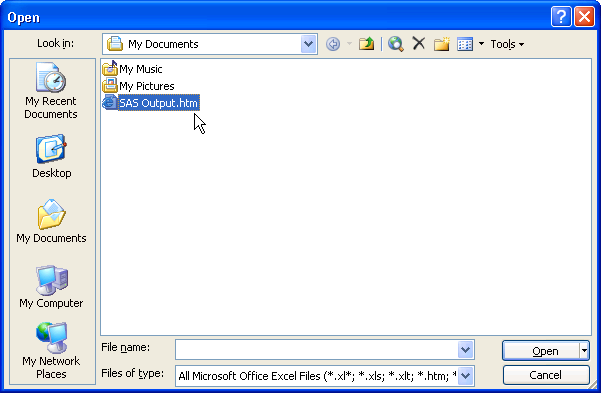 Open
Look in:
My Documents
Tools
My Recent
Documents
Desktop
My Documents
My Computer
My Network
Places
My Music
My Pictures
SAS Output.htm
File name:
Open
Files of type:
All Microsoft Office Excel Files (*.xl*; *.xls; *.xlt; *.htm; *
Cancel